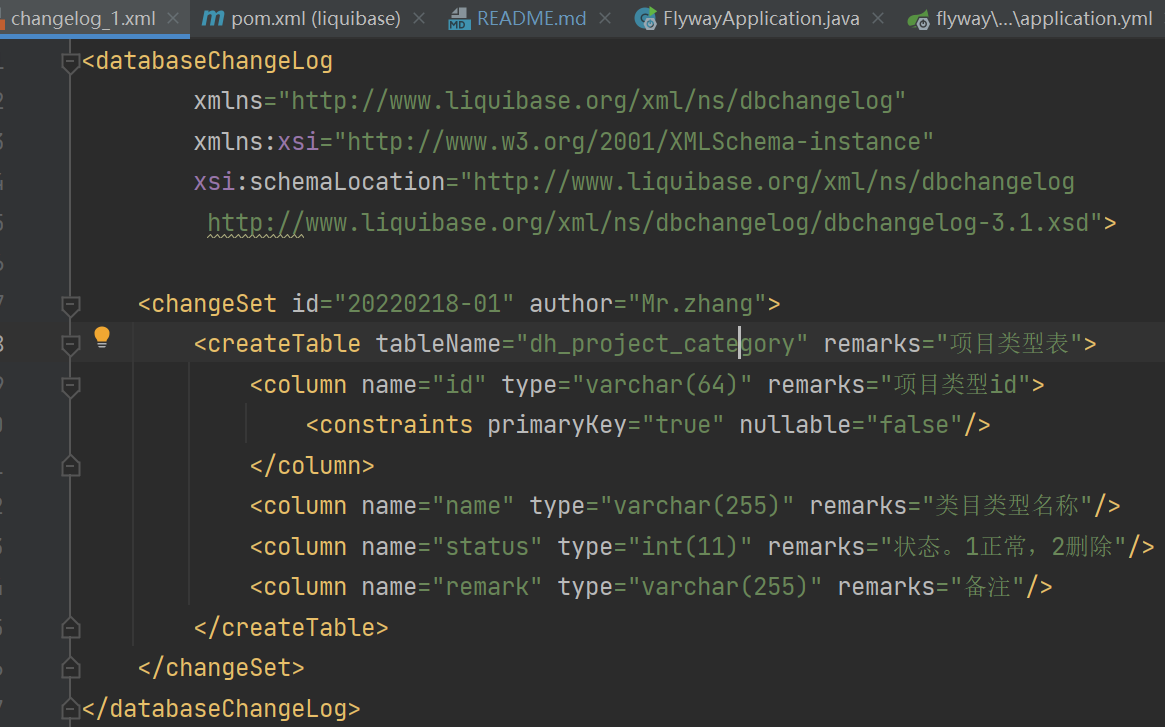 changelog_1.xml pom.xml (liquibase) README.md FlywayApplication.java flyway\...\application.yml
<databaseChangeLog
xmlns="http://www.liquibase.org/xml/ns/dbchangelog"
xmlns:xsi="http://www.w3.org/2001/XMLSchema-instance"
xsi:schemaLocation="http://www.liquibase.org/xml/ns/dbchangelog
http://www.liquibase.org/xml/ns/dbchangelog/dbchangelog-3.1.xsd">
<changeSet id="20220218-01" author="Mr.zhang">
<createTable tableName="dh_project_category" remarks="项目类型表">
<column name="id" type="varchar(64)" remarks="项目类型id">
<constraints primaryKey="true" nullable="false"/>
</column>
<column name="name" type="varchar(255)" remarks="类目类型名称"/>
<column name="status" type="int(11)" remarks="状态。1正常，2删除"/>
<column name="remark" type="varchar(255)" remarks="备注"/>
</createTable>
</changeSet>
</databaseChangeLog>